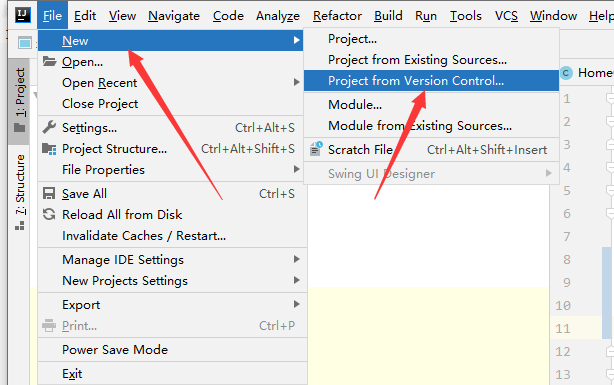 IJ File Edit View Navigate Code Analyze Refactor Build Run Tools VCS Window Help
New
Open...
Open Recent
Close Project
Settings... Ctrl+Alt+S
Project Structure... Ctrl+Alt+Shift+S
File Properties
Save All Ctrl+S
Reload All from Disk
Invalidate Caches / Restart...
Manage IDE Settings
New Projects Settings
Export
Print... Ctrl+P
Power Save Mode
Exit
Project...
Project from Existing Sources...
Project from Version Control...
Module...
Module from Existing Sources...
Scratch File Ctrl+Alt+Shift+Insert
Swing UI Designer
1: Project
7: Structure
C Home
1
2
3
4
5
6
7
8
9
10
11
12
13